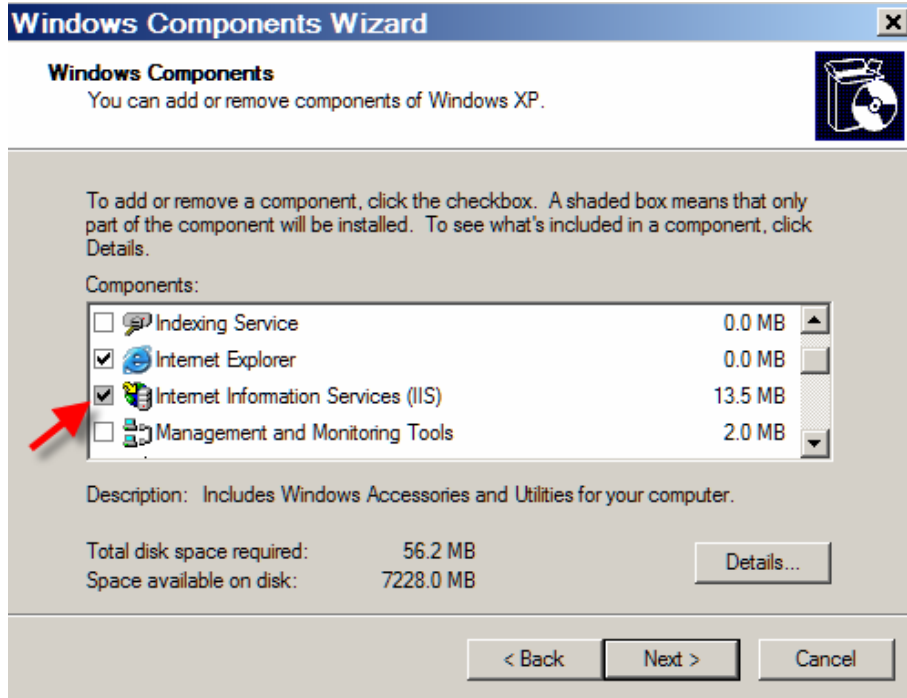 Windows Components Wizard
Windows Components
You can add or remove components of Windows XP.
To add or remove a component, click the checkbox. A shaded box means that only
part of the component will be installed. To see what's included in a component, click
Details.
Components:
Indexing Service 0.0 MB
Internet Explorer 0.0 MB
Internet Information Services (IIS) 13.5 MB
Management and Monitoring Tools 2.0 MB
Description: Includes Windows Accessories and Utilities for your computer.
Total disk space required: 56.2 MB
Space available on disk: 7228.0 MB
Details...
< Back Next > Cancel